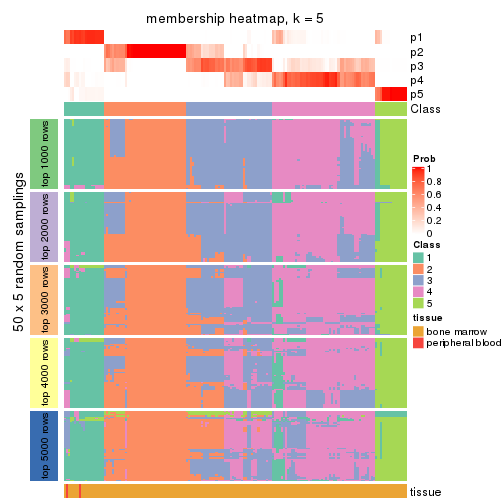 membership heatmap, k = 5
p1
p2
p3
p4
p5
Class
50 x 5 random samplings
top 1000 rows
top 2000 rows
top 3000 rows
top 4000 rows
top 5000 rows
tissue
Prob
1
0.8
0.6
0.4
0.2
0
Class
1
2
3
4
5
tissue
bone marrow
peripheral blood